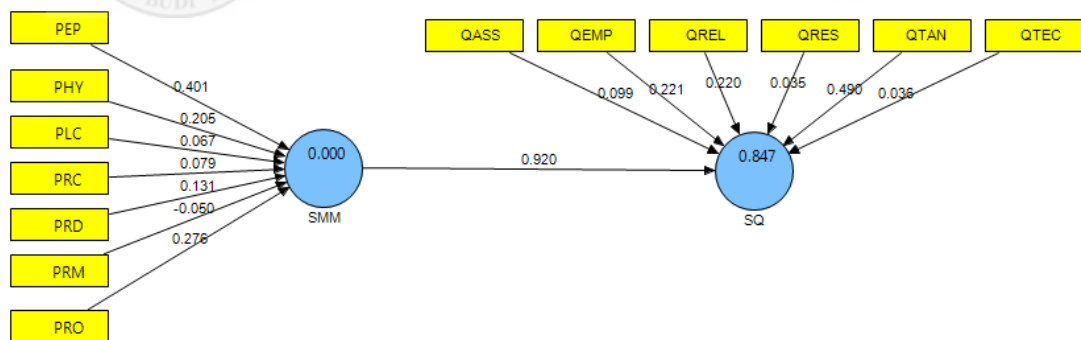 BUDI
PEP
PHY
PLC
PRC
PRD
PRM
PRO
0.401
0.205
0.067
0.079
0.131
-0.050
0.276
0.000
SMM
0.920
QASS
QEMP
QREL
QRES
QTAN
QTEC
0.099
0.221
0.220
0.035
0.490
0.036
0.847
SQ